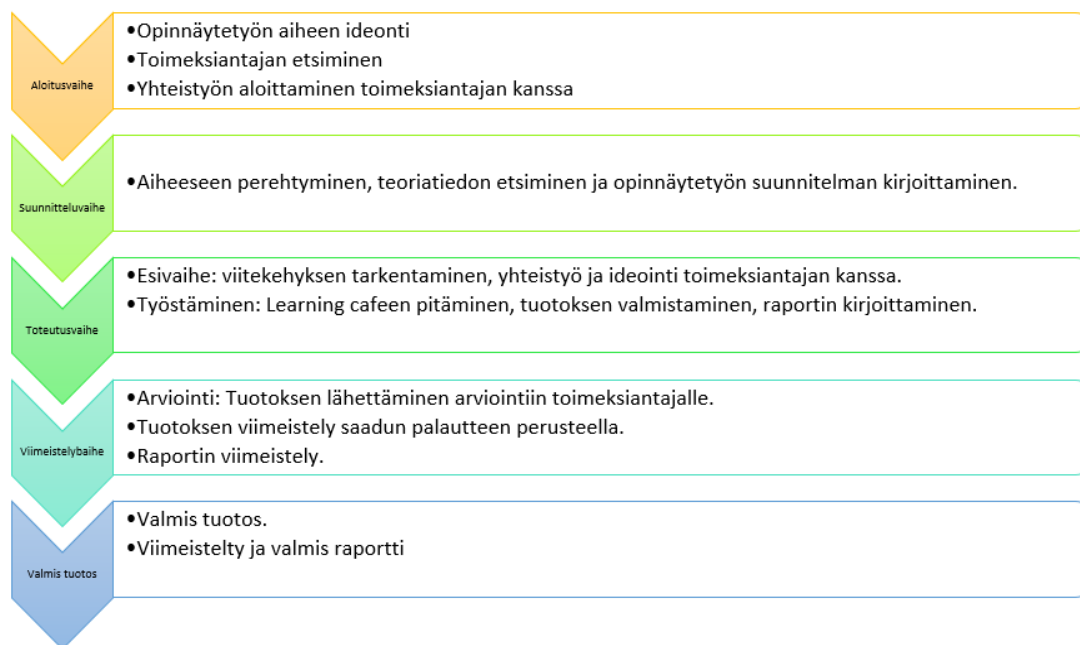 Aloitusvaihe
•Opinnäytetyön aiheen ideonti
•Toimeksiantajan etsiminen
•Yhteistyön aloittaminen toimeksiantajan kanssa
Suunnitteluvaihe
•Aiheeseen perehtyminen, teoriatiedon etsiminen ja opinnäytetyön suunnitelman kirjoittaminen.
Toteutusvaihe
•Esivaihe: viitekehyksen tarkentaminen, yhteistyö ja ideointi toimeksiantajan kanssa.
•Työstäminen: Learning cafeen pitäminen, tuotoksen valmistaminen, raportin kirjoittaminen.
Viimeistelybaihe
•Arviointi: Tuotoksen lähettäminen arviointiin toimeksiantajalle.
•Tuotoksen viimeistely saadun palautteen perusteella.
•Raportin viimeistely.
Valmis tuotos
•Valmis tuotos.
•Viimeistelty ja valmis raportti